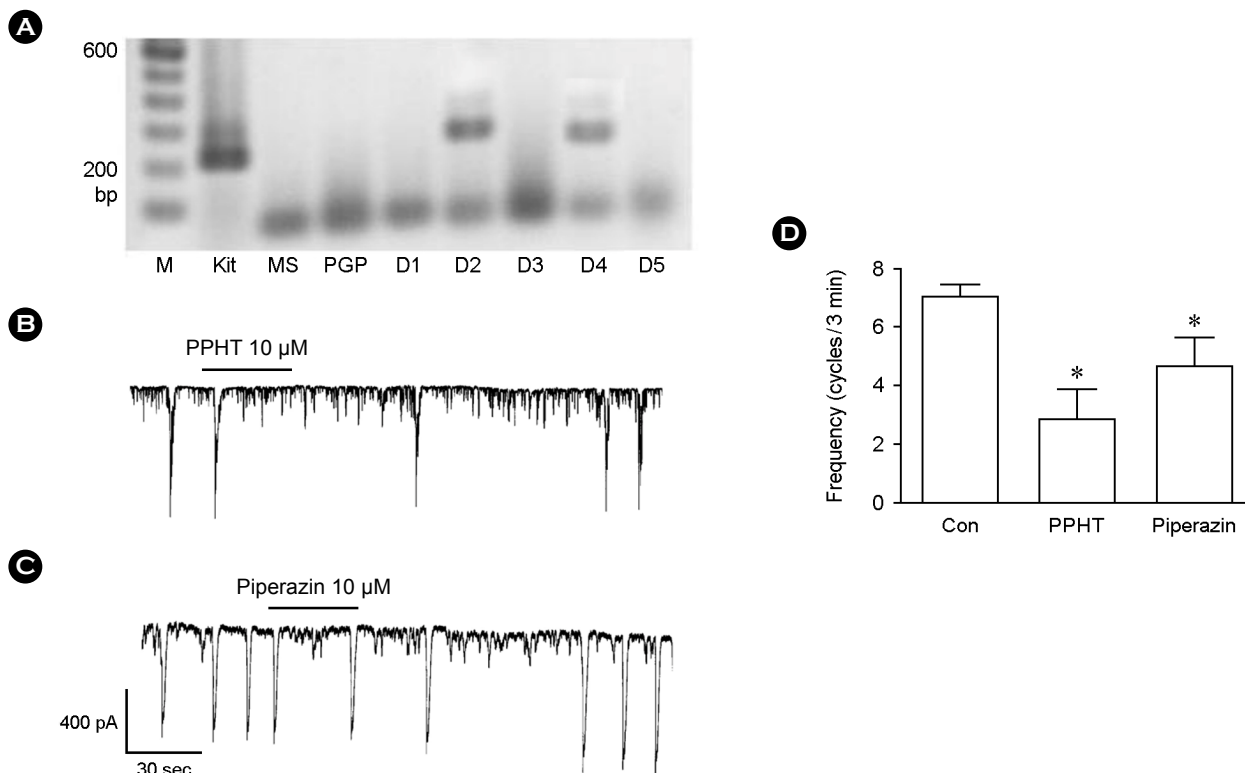 A
600
200
bp
M Kit MS PGP D1 D2 D3 D4 D5
B
PPHT 10 µM
C
Piperazin 10 µM
400 pA
30 sec
D
Frequency (cycles / 3 min)
8
6
4
2
0
*
*
Con PPHT Piperazin